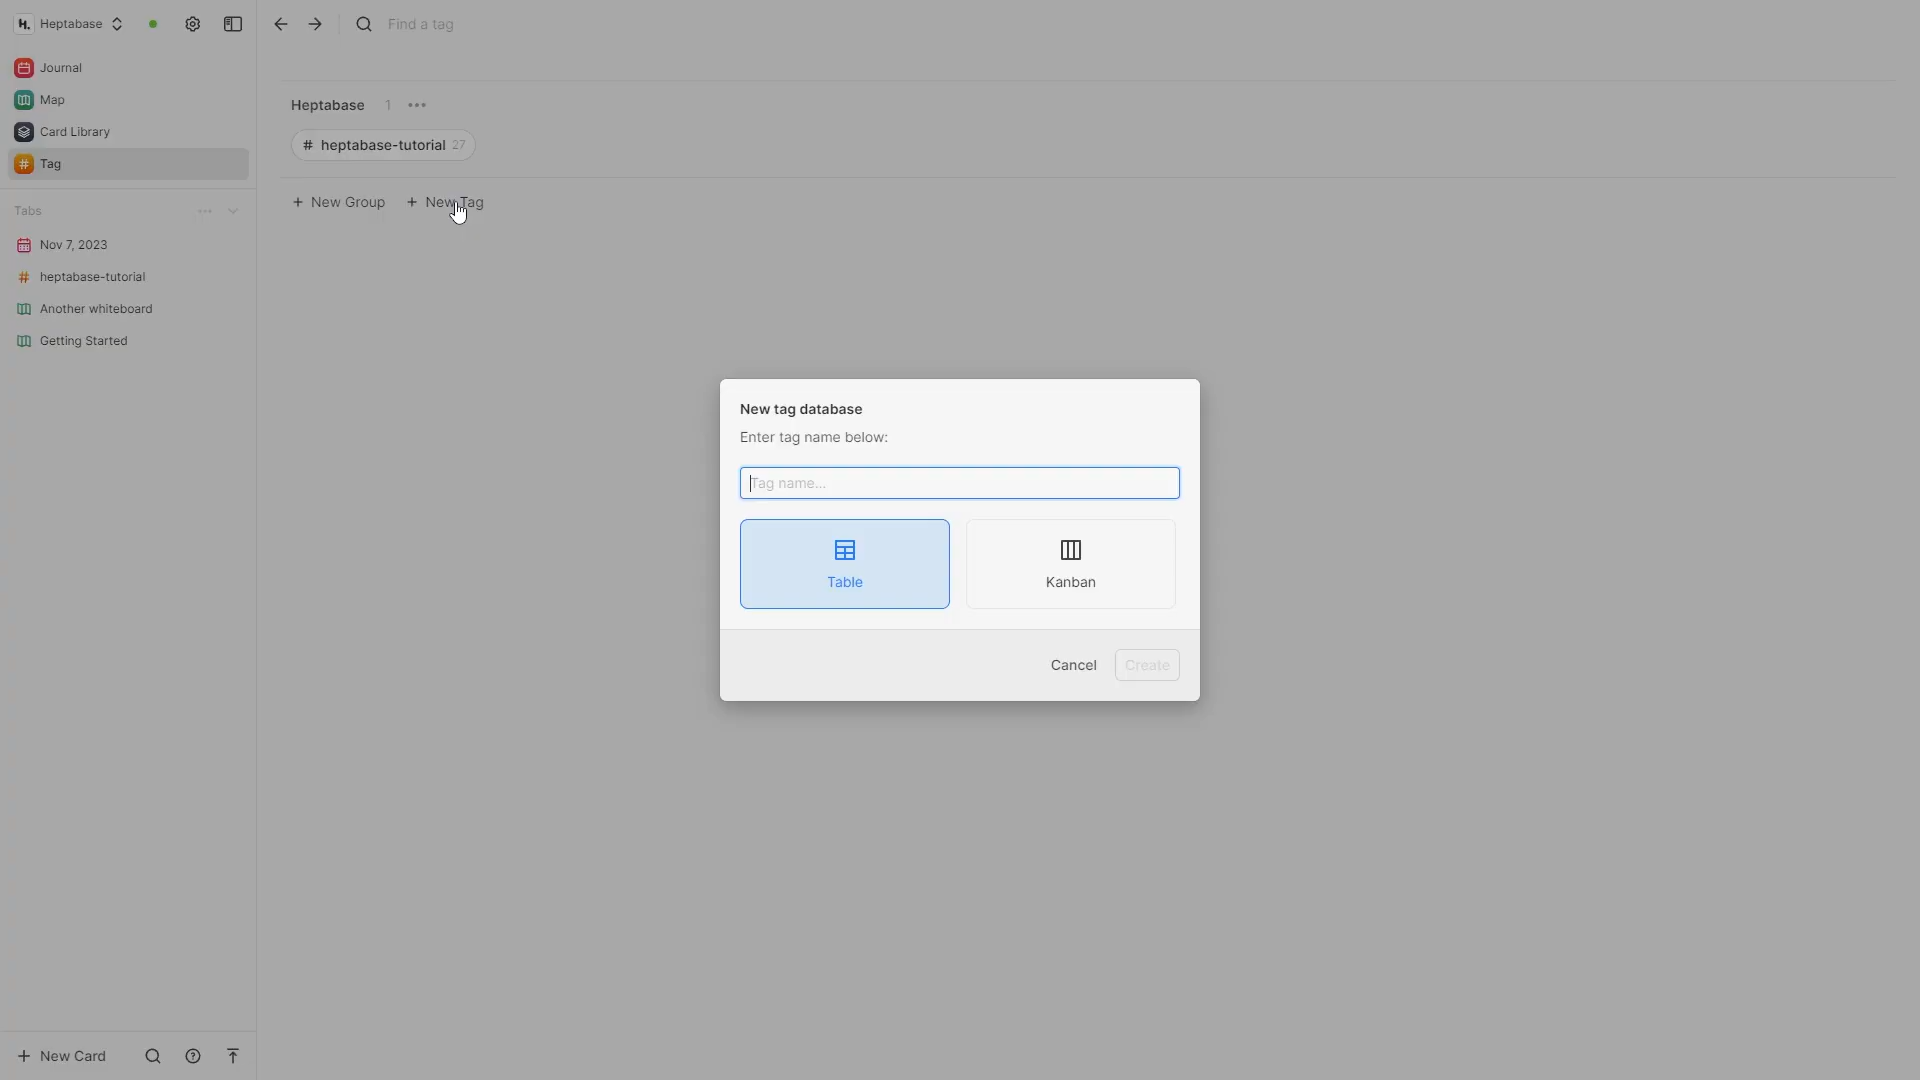 Heptabase
Find a tag
Journal
Map
Card Library
Tag
Tabs
Nov 7, 2023
heptabase-tutorial
Another whiteboard
Getting Started
Heptabase 1
# heptabase-tutorial 27
+ New Group + New Tag
New tag database
Enter tag name below:
Tag name...
Table
Kanban
Cancel
Create
+ New Card